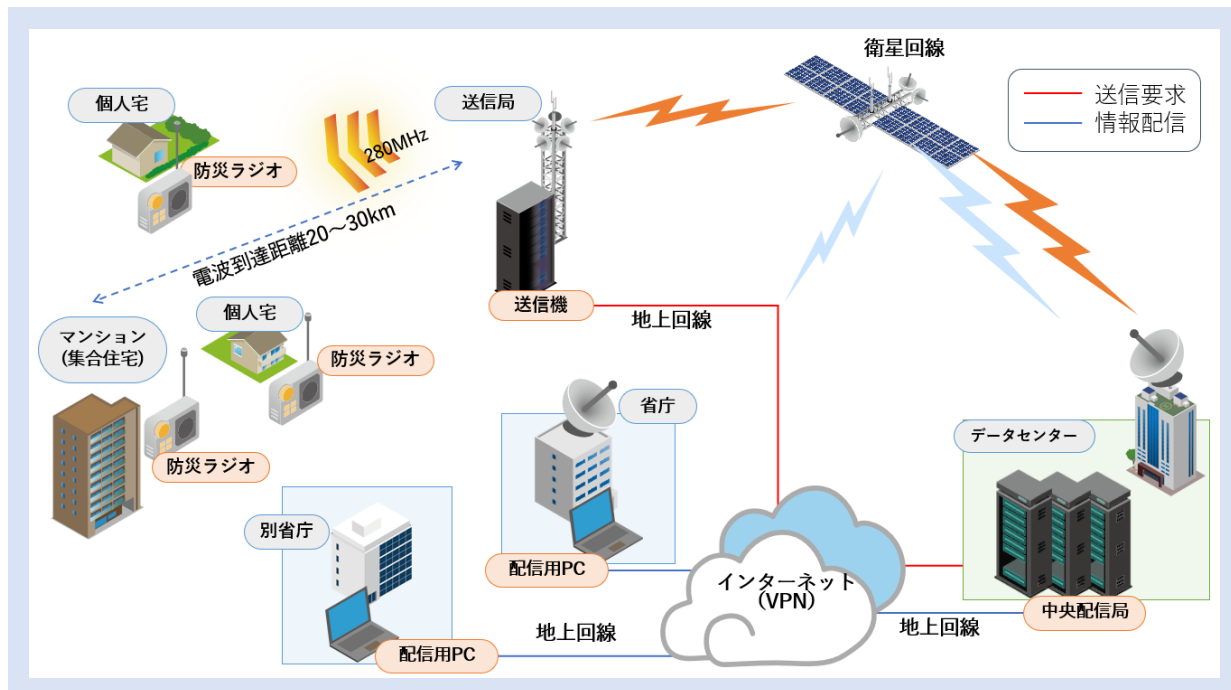 衛星回線
送信要求
情報配信
個人宅
防災ラジオ
280MHz
送信局
電波到達距離20～30km
送信機
地上回線
マンション
(集合住宅)
個人宅
防災ラジオ
防災ラジオ
省庁
配信用PC
別省庁
配信用PC
地上回線
インターネット
(VPN)
データセンター
中央配信局
地上回線